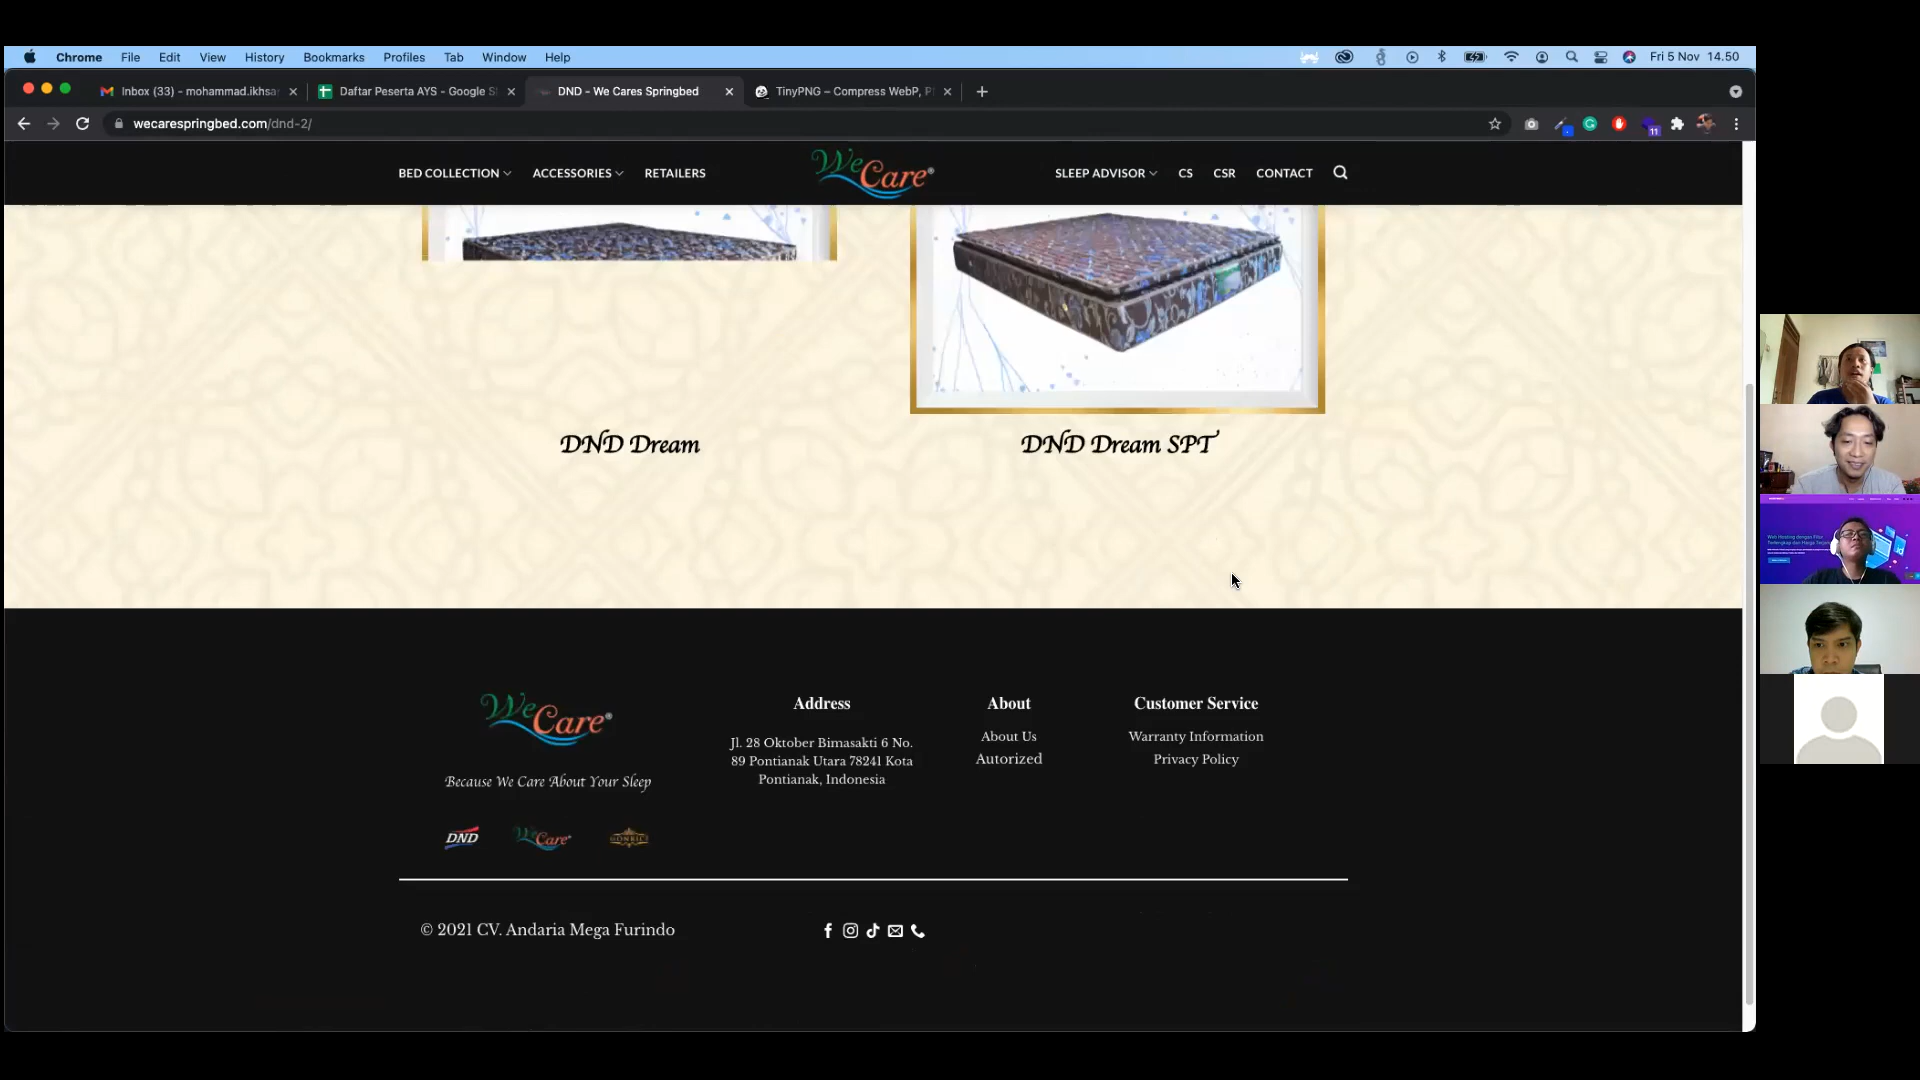 Chrome File Edit View History Bookmarks Profiles Tab Window Help Fri 5 Nov 14.50
Inbox (33) - mohammad.ikhsa Daftar Peserta AYS - Google S DND - We Cares Springbed TinyPNG – Compress WebP, P
wecarespringbed.com/dnd-2/
11
BED COLLECTION ACCESSORIES RETAILERS WeCare® SLEEP ADVISOR CS CSR CONTACT
DND Dream DND Dream SPT
WeCare®
Because We Care About Your Sleep
DND WeCare
Address
Jl. 28 Oktober Bimasakti 6 No.
89 Pontianak Utara 78241 Kota
Pontianak, Indonesia
About
About Us
Autorized
Customer Service
Warranty Information
Privacy Policy
© 2021 CV. Andaria Mega Furindo